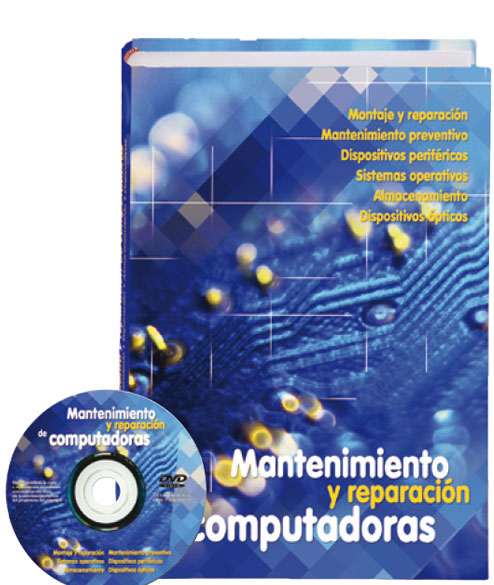 Montaje y reparación
Mantenimiento preventivo
Dispositivos periféricos
Sistemas operativos
Almacenamiento
Dispositivos ópticos
Mantenimiento
y reparación
computadoras
Mantenimiento
y reparación
de computadoras
DVD
Montaje y reparación Mantenimiento preventivo
Sistemas operativos Dispositivos periféricos
Almacenamiento Dispositivos ópticos